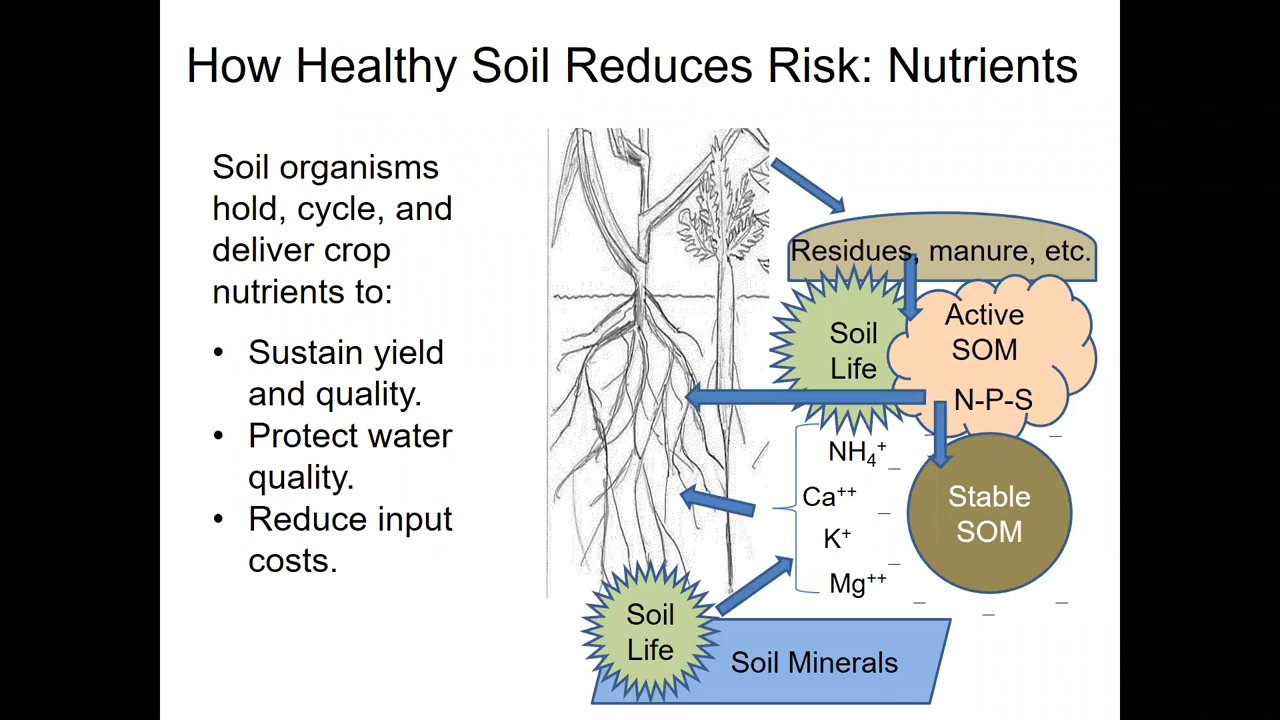 How Healthy Soil Reduces Risk: Nutrients
Soil organisms
hold, cycle, and
deliver crop
nutrients to:
• Sustain yield
and quality.
• Protect water
quality.
• Reduce input
costs.
Residues, manure, etc.
Soil
Life
Active
SOM
N-P-S
NH₄⁺
Ca⁺⁺
K⁺
Mg⁺⁺
Stable
SOM
Soil
Life
Soil Minerals